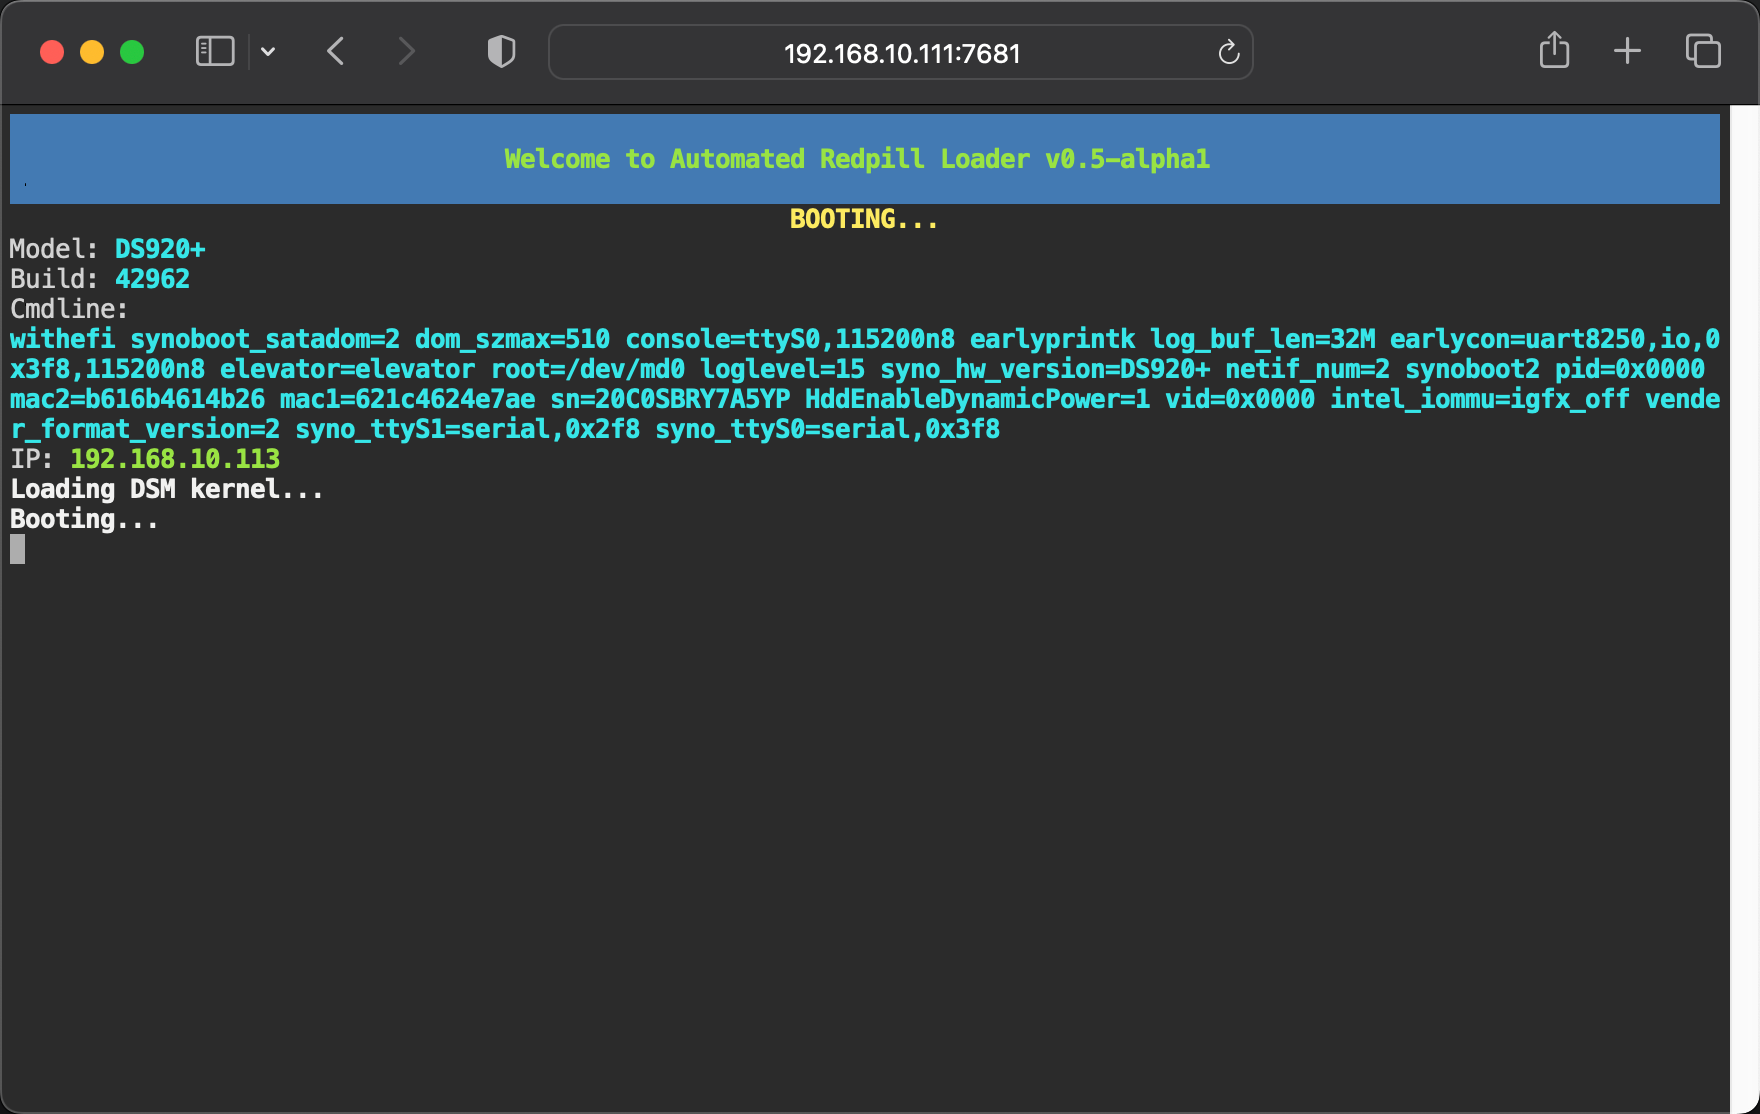 192.168.10.111:7681
Welcome to Automated Redpill Loader v0.5-alpha1
BOOTING...
Model: DS920+
Build: 42962
Cmdline:
withefi synoboot_satadom=2 dom_szmax=510 console=ttyS0,115200n8 earlyprintk log_buf_len=32M earlycon=uart8250,io,0
x3f8,115200n8 elevator=elevator root=/dev/md0 loglevel=15 syno_hw_version=DS920+ netif_num=2 synoboot2 pid=0x0000
mac2=b616b4614b26 mac1=621c4624e7ae sn=20C0SBRY7A5YP HddEnableDynamicPower=1 vid=0x0000 intel_iommu=igfx_off vende
r_format_version=2 syno_ttyS1=serial,0x2f8 syno_ttyS0=serial,0x3f8
IP: 192.168.10.113
Loading DSM kernel...
Booting...